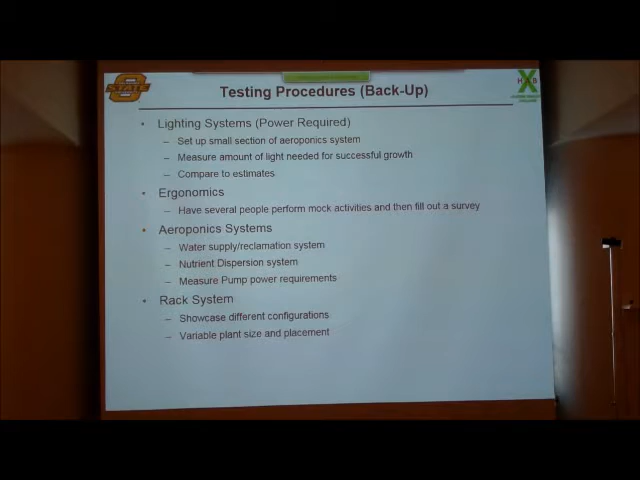 STATE
Testing Procedures (Back-Up)
X
H B
• Lighting Systems (Power Required)
– Set up small section of aeroponics system
– Measure amount of light needed for successful growth
– Compare to estimates
• Ergonomics
– Have several people perform mock activities and then fill out a survey
• Aeroponics Systems
– Water supply/reclamation system
– Nutrient Dispersion system
– Measure Pump power requirements
• Rack System
– Showcase different configurations
– Variable plant size and placement